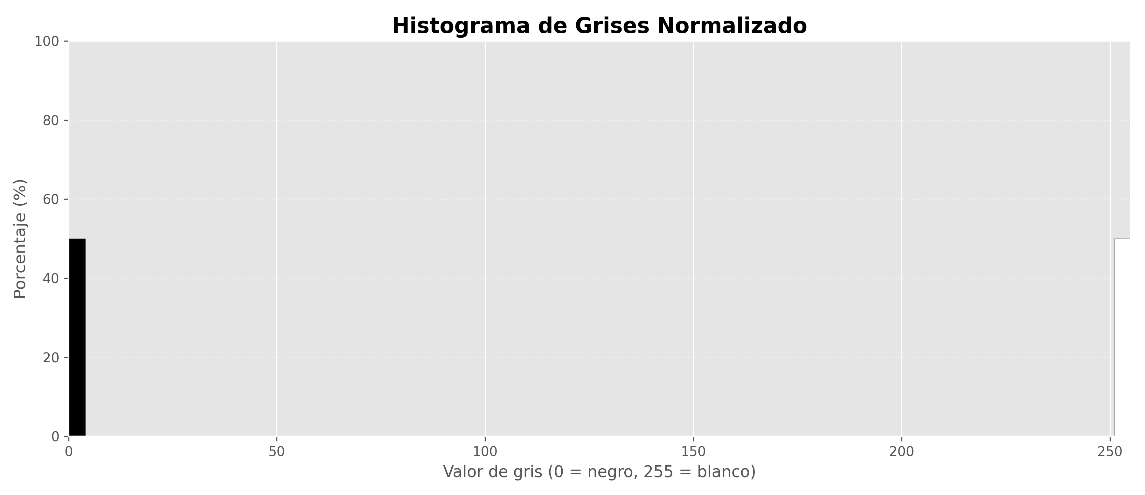 Histograma de Grises Normalizado
100
80
60
40
20
0
Porcentaje (%)
0 50 100 150 200 250
Valor de gris (0 = negro, 255 = blanco)